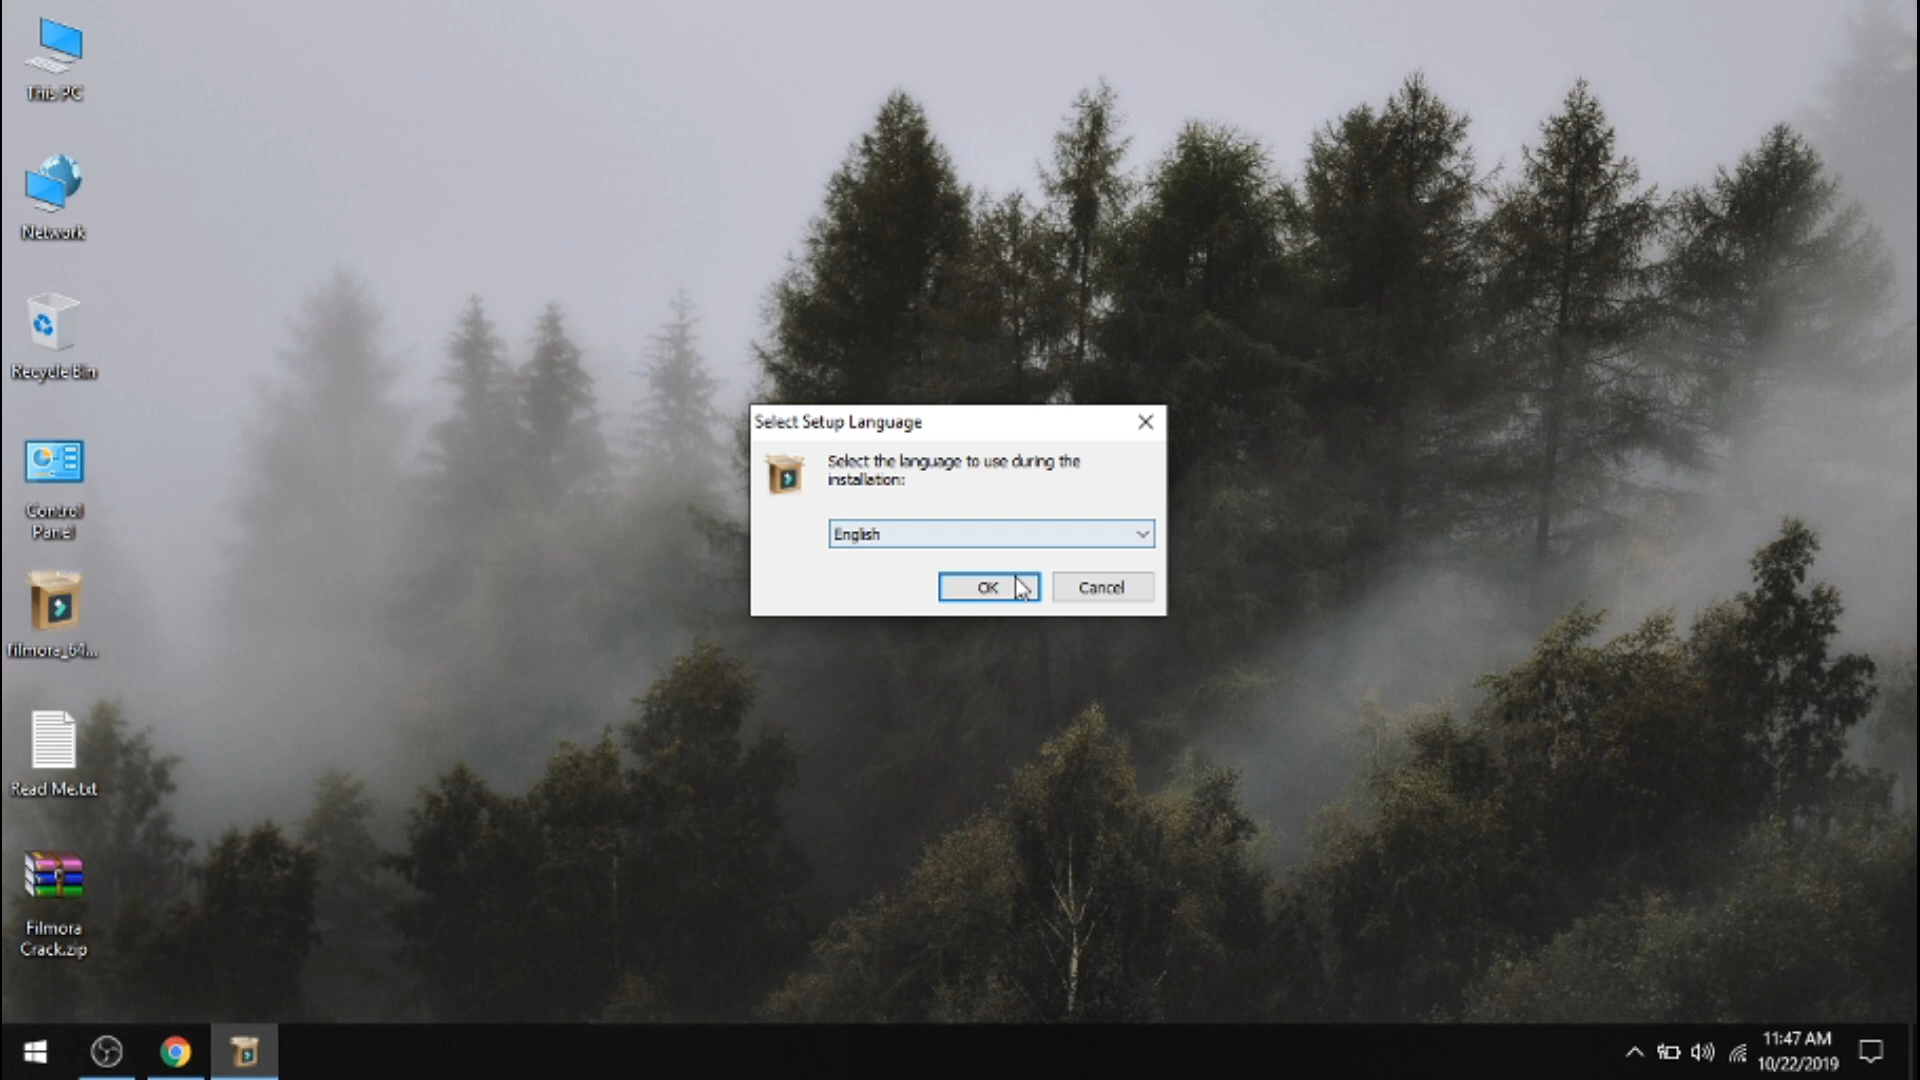 This PC
Network
Recycle Bin
Control
Panel
filmora_64...
Read Me.txt
Filmora
Crack.zip
Select Setup Language
Select the language to use during the
installation:
English
OK
Cancel
11:47 AM
10/22/2019